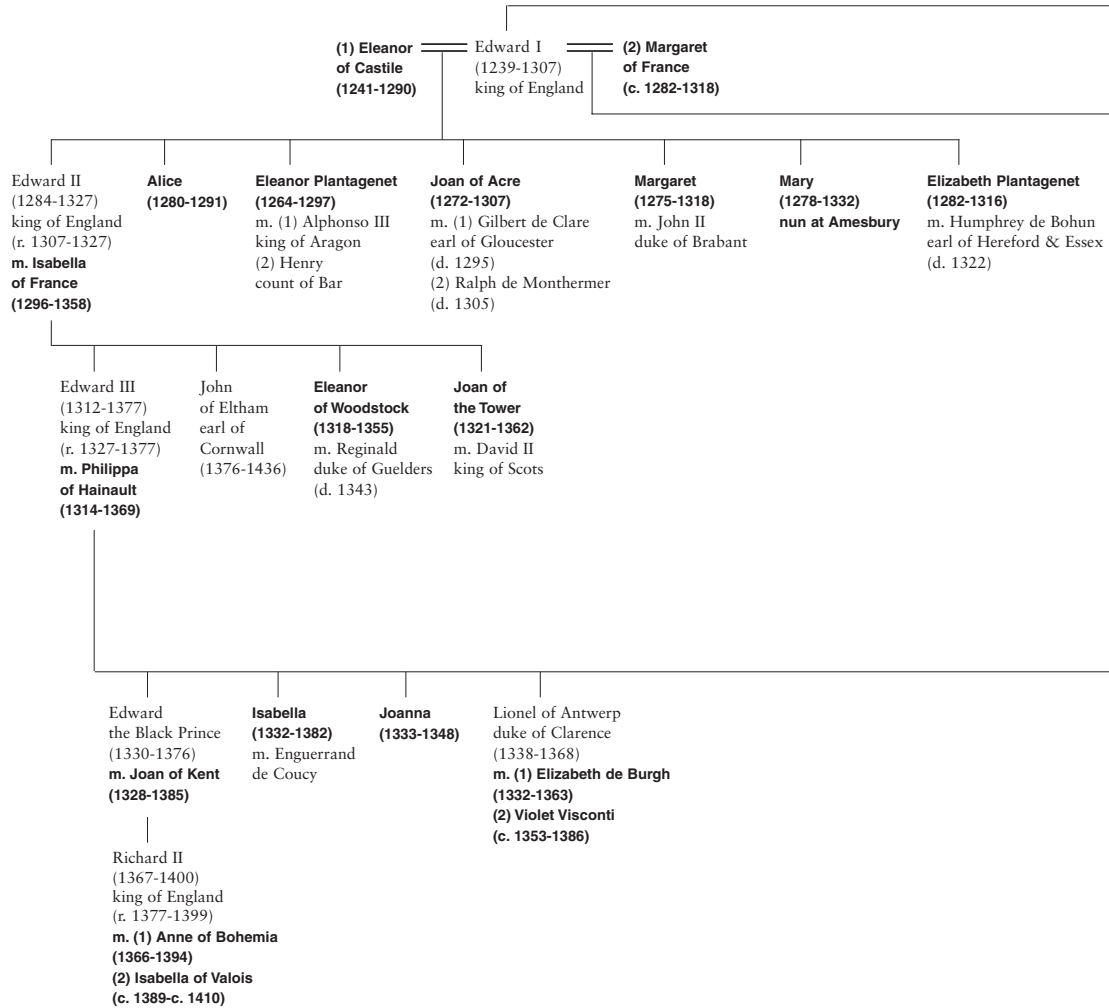 (1) Eleanor
of Castile
(1241-1290)
Edward I
(1239-1307)
king of England
(2) Margaret
of France
(c. 1282-1318)
Edward II
(1284-1327)
king of England
(r. 1307-1327)
m. Isabella
of France
(1296-1358)
Alice
(1280-1291)
Eleanor Plantagenet
(1264-1297)
m. (1) Alphonso III
king of Aragon
(2) Henry
count of Bar
Joan of Acre
(1272-1307)
m. (1) Gilbert de Clare
earl of Gloucester
(d. 1295)
(2) Ralph de Monthermer
(d. 1305)
Margaret
(1275-1318)
m. John II
duke of Brabant
Mary
(1278-1332)
nun at Amesbury
Elizabeth Plantagenet
(1282-1316)
m. Humphrey de Bohun
earl of Hereford & Essex
(d. 1322)
Edward III
(1312-1377)
king of England
(r. 1327-1377)
m. Philippa
of Hainault
(1314-1369)
John
of Eltham
earl of
Cornwall
(1376-1436)
Eleanor
of Woodstock
(1318-1355)
m. Reginald
duke of Guelders
(d. 1343)
Joan of
the Tower
(1321-1362)
m. David II
king of Scots
Edward
the Black Prince
(1330-1376)
m. Joan of Kent
(1328-1385)
Isabella
(1332-1382)
m. Enguerrand
de Coucy
Joanna
(1333-1348)
Lionel of Antwerp
duke of Clarence
(1338-1368)
m. (1) Elizabeth de Burgh
(1332-1363)
(2) Violet Visconti
(c. 1353-1386)
Richard II
(1367-1400)
king of England
(r. 1377-1399)
m. (1) Anne of Bohemia
(1366-1394)
(2) Isabella of Valois
(c. 1389-c. 1410)